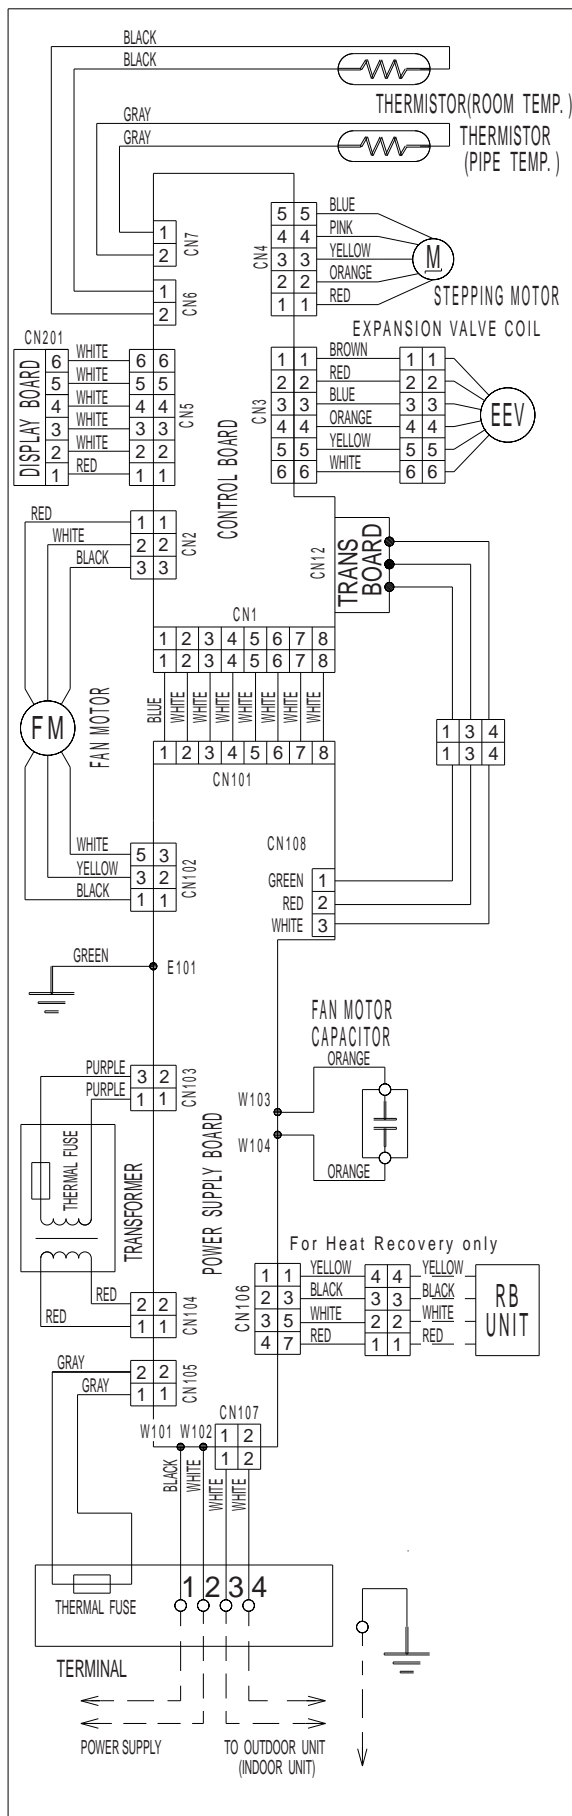 BLACK
BLACK
THERMISTOR(ROOM TEMP.)
GRAY
GRAY
THERMISTOR
(PIPE TEMP.)
1
2
CN7
1
2
CN6
5 5 BLUE
4 4 PINK
3 3 YELLOW
2 2 ORANGE
1 1 RED
CN4
M
STEPPING MOTOR
EXPANSION VALVE COIL
CN201
DISPLAY BOARD
6 WHITE 6 6
5 WHITE 5 5
4 WHITE 4 4
3 WHITE 3 3
2 WHITE 2 2
1 RED 1 1
CN5
CONTROL BOARD
CN3
1 1 BROWN 1 1
2 2 RED 2 2
3 3 BLUE 3 3
4 4 ORANGE 4 4
5 5 YELLOW 5 5
6 6 WHITE 6 6
EEV
RED 1 1
WHITE 2 2
BLACK 3 3
CN2
CN12
TRANS
BOARD
CN1
1 2 3 4 5 6 7 8
1 2 3 4 5 6 7 8
BLUE WHITE WHITE WHITE WHITE WHITE WHITE WHITE
1 2 3 4 5 6 7 8
CN101
FM
FAN MOTOR
1 3 4
1 3 4
WHITE 5 3
YELLOW 3 2
BLACK 1 1
CN102
CN108
GREEN 1
RED 2
WHITE 3
GREEN
E101
FAN MOTOR
CAPACITOR
ORANGE
W103
W104
ORANGE
PURPLE 3 2
PURPLE 1 1
CN103
THERMAL FUSE
TRANSFORMER
POWER SUPPLY BOARD
RED 2 2
RED 1 1
CN104
For Heat Recovery only
CN106
1 1 YELLOW 4 4 YELLOW
2 3 BLACK 3 3 BLACK
3 5 WHITE 2 2 WHITE
4 7 RED 1 1 RED
RB
UNIT
GRAY 2 2
GRAY 1 1
CN105
W101 W102
CN107
1 2
1 2
BLACK WHITE WHITE WHITE
1 2 3 4
THERMAL FUSE
TERMINAL
POWER SUPPLY
TO OUTDOOR UNIT
(INDOOR UNIT)